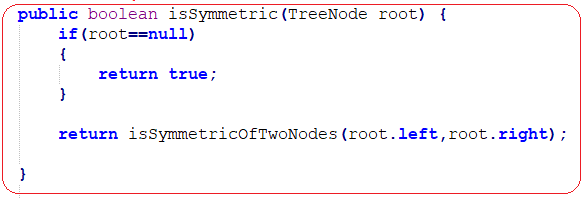 public boolean isSymmetric(TreeNode root) {
    if(root==null)
    {
        return true;
    }
    return isSymmetricOfTwoNodes(root.left,root.right);
}